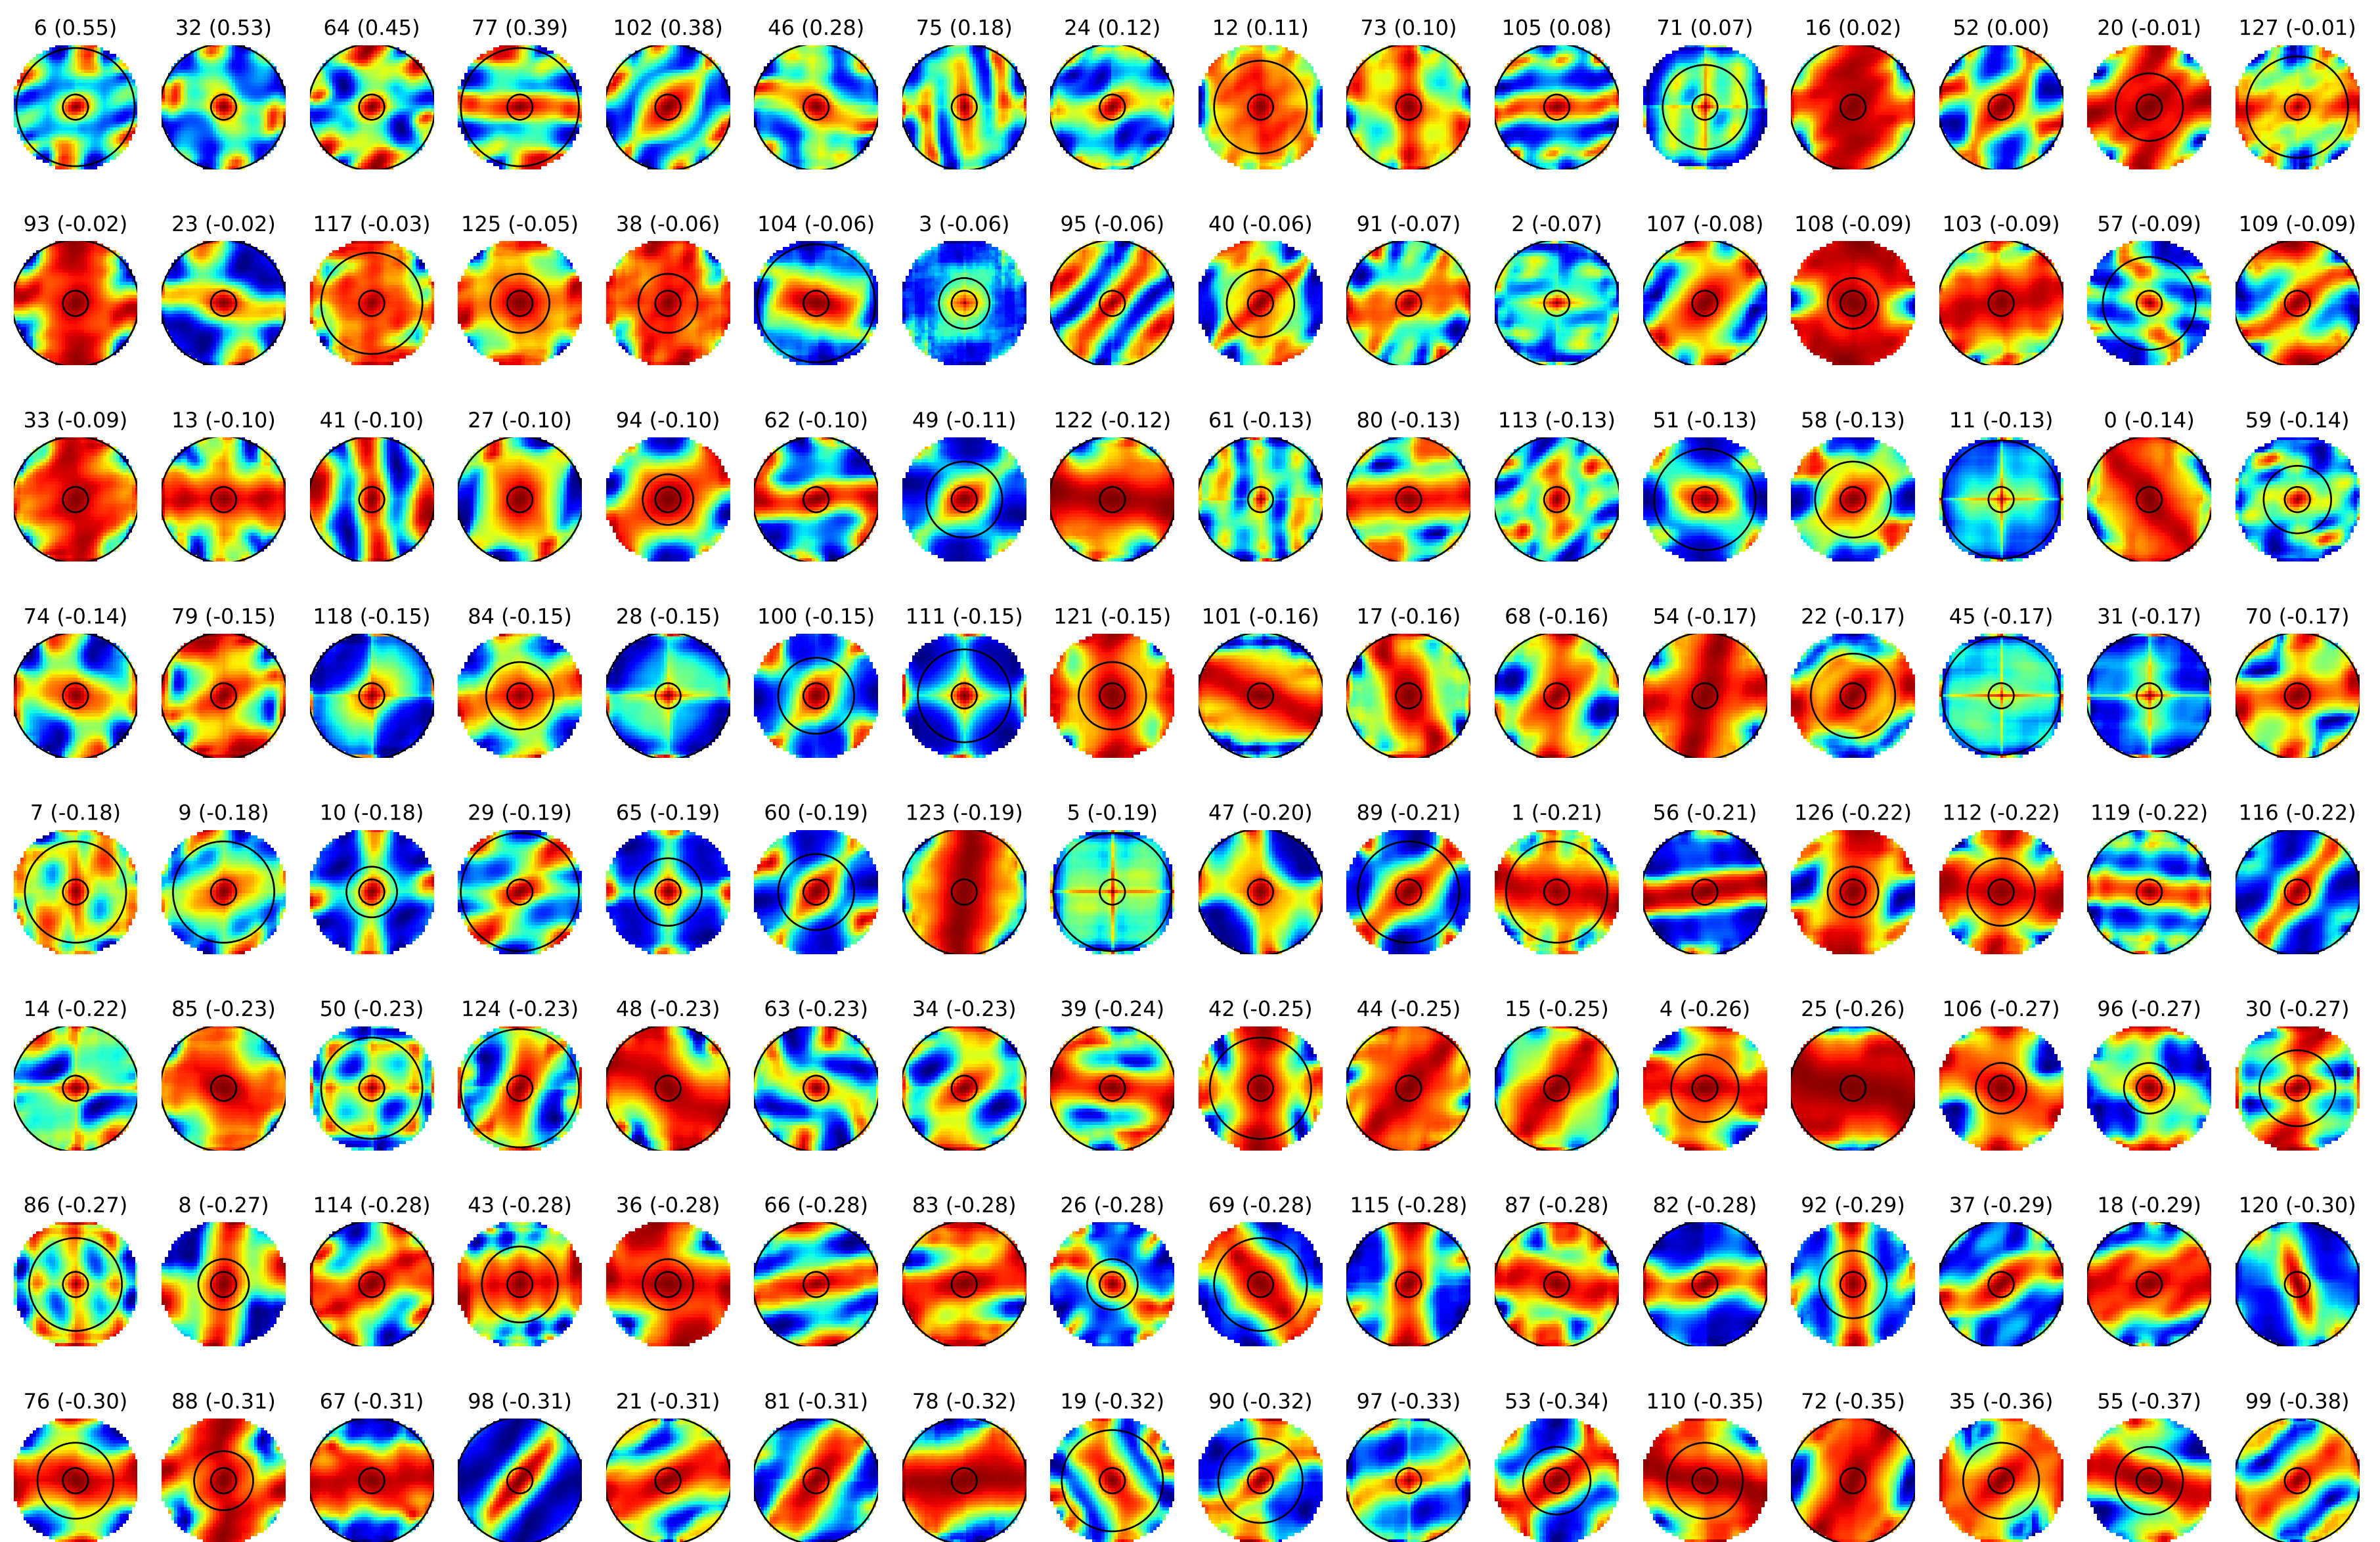 6 (0.55) 32 (0.53) 64 (0.45) 77 (0.39) 102 (0.38) 46 (0.28) 75 (0.18) 24 (0.12) 12 (0.11) 73 (0.10) 105 (0.08) 71 (0.07) 16 (0.02) 52 (0.00) 20 (-0.01) 127 (-0.01)
93 (-0.02) 23 (-0.02) 117 (-0.03) 125 (-0.05) 38 (-0.06) 104 (-0.06) 3 (-0.06) 95 (-0.06) 40 (-0.06) 91 (-0.07) 2 (-0.07) 107 (-0.08) 108 (-0.09) 103 (-0.09) 57 (-0.09) 109 (-0.09)
33 (-0.09) 13 (-0.10) 41 (-0.10) 27 (-0.10) 94 (-0.10) 62 (-0.10) 49 (-0.11) 122 (-0.12) 61 (-0.13) 80 (-0.13) 113 (-0.13) 51 (-0.13) 58 (-0.13) 11 (-0.13) 0 (-0.14) 59 (-0.14)
74 (-0.14) 79 (-0.15) 118 (-0.15) 84 (-0.15) 28 (-0.15) 100 (-0.15) 111 (-0.15) 121 (-0.15) 101 (-0.16) 17 (-0.16) 68 (-0.16) 54 (-0.17) 22 (-0.17) 45 (-0.17) 31 (-0.17) 70 (-0.17)
7 (-0.18) 9 (-0.18) 10 (-0.18) 29 (-0.19) 65 (-0.19) 60 (-0.19) 123 (-0.19) 5 (-0.19) 47 (-0.20) 89 (-0.21) 1 (-0.21) 56 (-0.21) 126 (-0.22) 112 (-0.22) 119 (-0.22) 116 (-0.22)
14 (-0.22) 85 (-0.23) 50 (-0.23) 124 (-0.23) 48 (-0.23) 63 (-0.23) 34 (-0.23) 39 (-0.24) 42 (-0.25) 44 (-0.25) 15 (-0.25) 4 (-0.26) 25 (-0.26) 106 (-0.27) 96 (-0.27) 30 (-0.27)
86 (-0.27) 8 (-0.27) 114 (-0.28) 43 (-0.28) 36 (-0.28) 66 (-0.28) 83 (-0.28) 26 (-0.28) 69 (-0.28) 115 (-0.28) 87 (-0.28) 82 (-0.28) 92 (-0.29) 37 (-0.29) 18 (-0.29) 120 (-0.30)
76 (-0.30) 88 (-0.31) 67 (-0.31) 98 (-0.31) 21 (-0.31) 81 (-0.31) 78 (-0.32) 19 (-0.32) 90 (-0.32) 97 (-0.33) 53 (-0.34) 110 (-0.35) 72 (-0.35) 35 (-0.36) 55 (-0.37) 99 (-0.38)